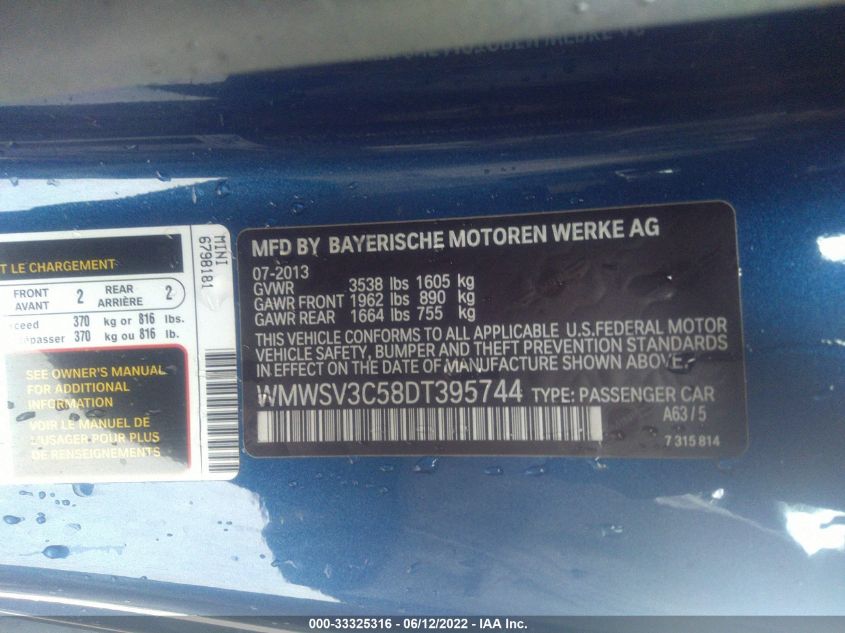 MFD BY BAYERISCHE MOTOREN WERKE AG
07-2013
GVWR 3538 lbs 1605 kg
GAWR FRONT 1962 lbs 890 kg
GAWR REAR 1664 lbs 755 kg
THIS VEHICLE CONFORMS TO ALL APPLICABLE U.S.FEDERAL MOTOR
VEHICLE SAFETY, BUMPER AND THEFT PREVENTION STANDARDS
IN EFFECT ON THE DATE OF MANUFACTURE SHOWN ABOVE.
WMWSV3C58DT395744 TYPE: PASSENGER CAR
A63/5
7 315 814
MINI
6798181
T LE CHARGEMENT
FRONT 2 REAR 2
AVANT ARRIÈRE
ceed 370 kg or 816 lbs.
passer 370 kg ou 816 lb.
SEE OWNER'S MANUAL
FOR ADDITIONAL
INFORMATION
VOIR LE MANUEL DE
L'USAGER POUR PLUS
DE RENSEIGNEMENTS
000-33325316 - 06/12/2022 - IAA Inc.